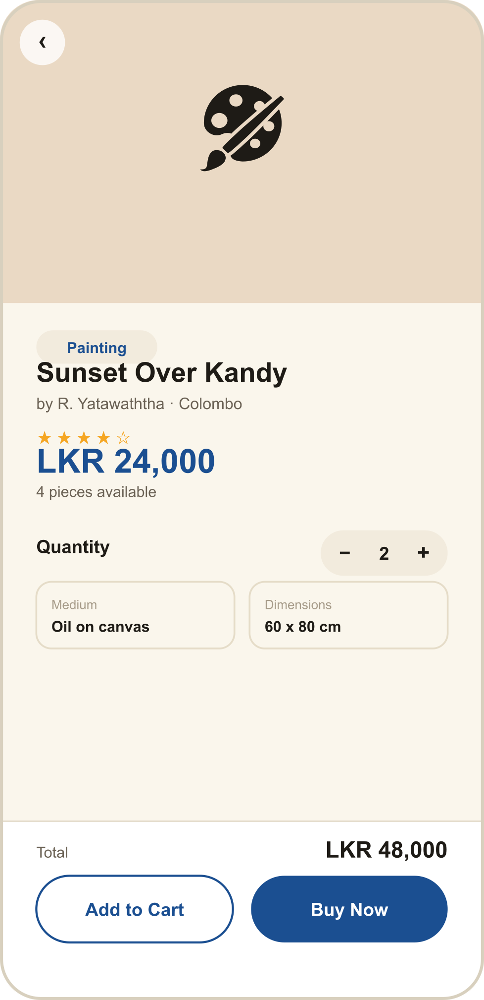 ‹
Painting
Sunset Over Kandy
by R. Yatawaththa · Colombo
★★★★☆
LKR 24,000
4 pieces available
Quantity
− 2 +
Medium
Oil on canvas
Dimensions
60 x 80 cm
Total
LKR 48,000
Add to Cart
Buy Now